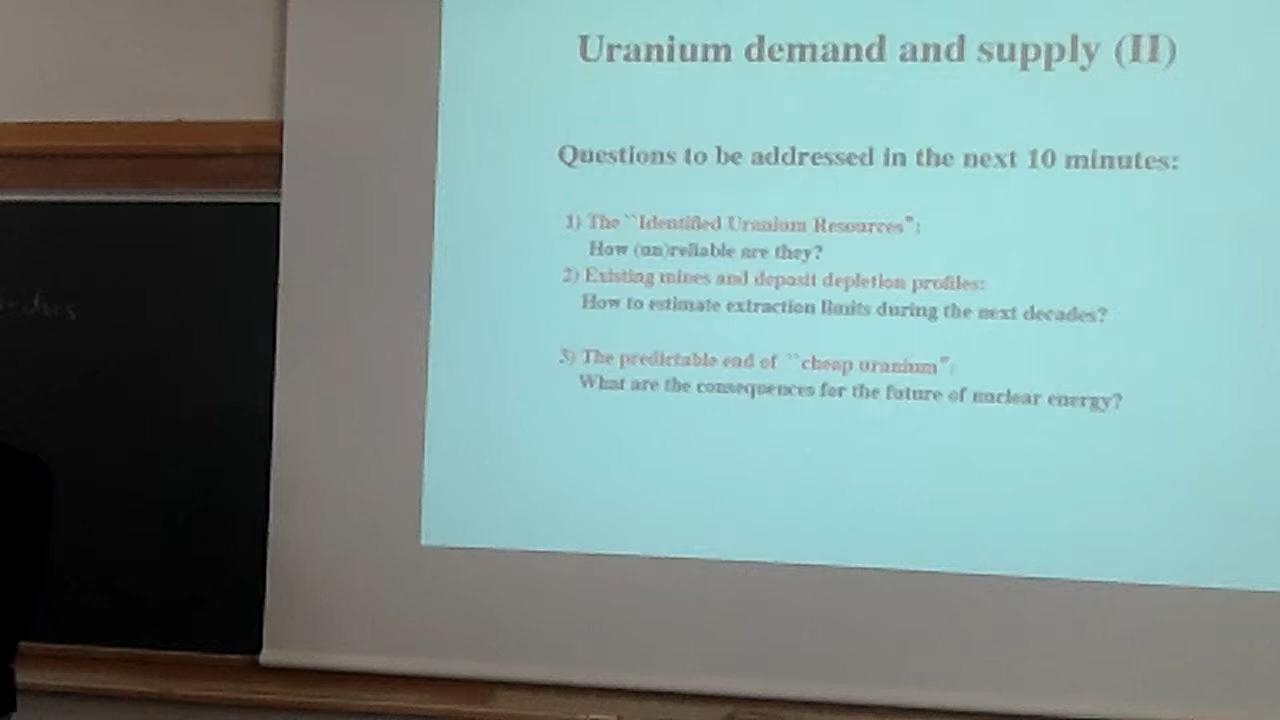 Uranium demand and supply (II)
Questions to be addressed in the next 10 minutes:
1) The ``Identified Uranium Resources":
How (un)reliable are they?
2) Existing mines and deposit depletion profiles:
How to estimate extraction limits during the next decades?
3) The predictable end of ``cheap uranium":
What are the consequences for the future of nuclear energy?